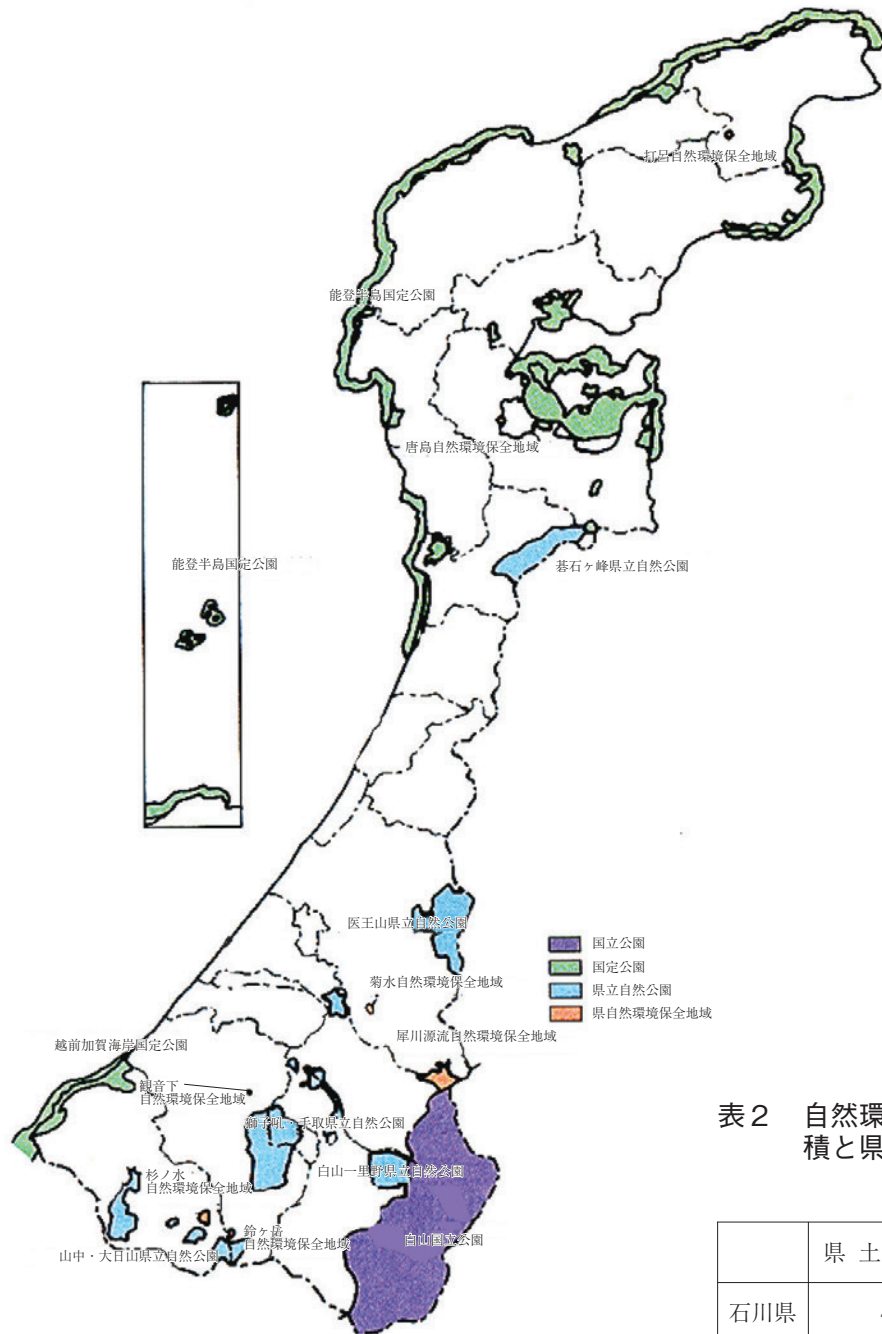 打呂自然環境保全地域
能登半島国定公園
唐島自然環境保全地域
能登半島国定公園
碁石ヶ峰県立自然公園
医王山県立自然公園
国立公園
国定公園
県立自然公園
県自然環境保全地域
菊水自然環境保全地域
犀川源流自然環境保全地域
越前加賀海岸国定公園
観音下
自然環境保全地域
獅子吼・手取県立自然公園
白山一里野県立自然公園
杉ノ水
自然環境保全地域
鈴ヶ岳
自然環境保全地域
白山国立公園
山中・大日山県立自然公園
表2 自然環
積と県
県 土
石川県